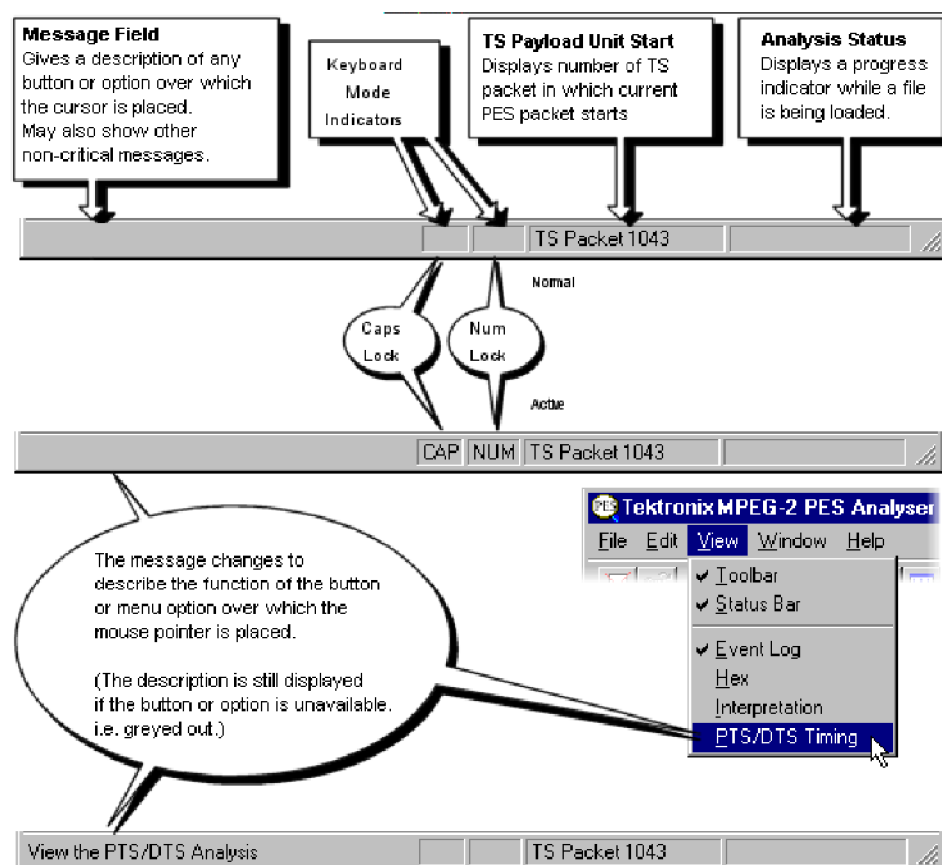 Message Field
Gives a description of any
button or option over which
the cursor is placed.
May also show other
non-critical messages.
Keyboard
Mode
Indicators
TS Payload Unit Start
Displays number of TS
packet in which current
PES packet starts
Analysis Status
Displays a progress
indicator while a file
is being loaded.
TS Packet 1043
Normal
Caps
Lock
Num
Lock
Active
CAP NUM TS Packet 1043
The message changes to
describe the function of the button
or menu option over which the
mouse pointer is placed.
(The description is still displayed
if the button or option is unavailable.
i.e. greyed out.)
PES Tektronix MPEG-2 PES Analyser
File Edit View Window Help
Toolbar
Status Bar
Event Log
Hex
Interpretation
PTS/DTS Timing
View the PTS/DTS Analysis TS Packet 1043